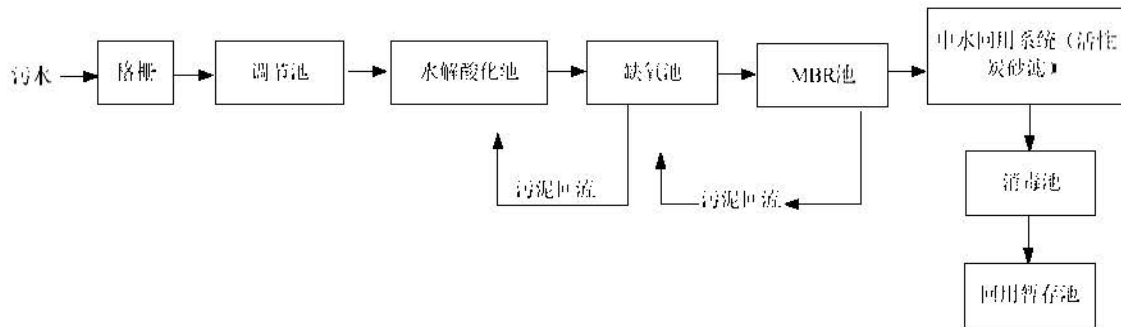 污水
格栅
调节池
水解酸化池
缺氧池
MBR池
中水回用系统（活性
炭砂滤）
污泥回流
污泥回流
消毒池
回用暂存池